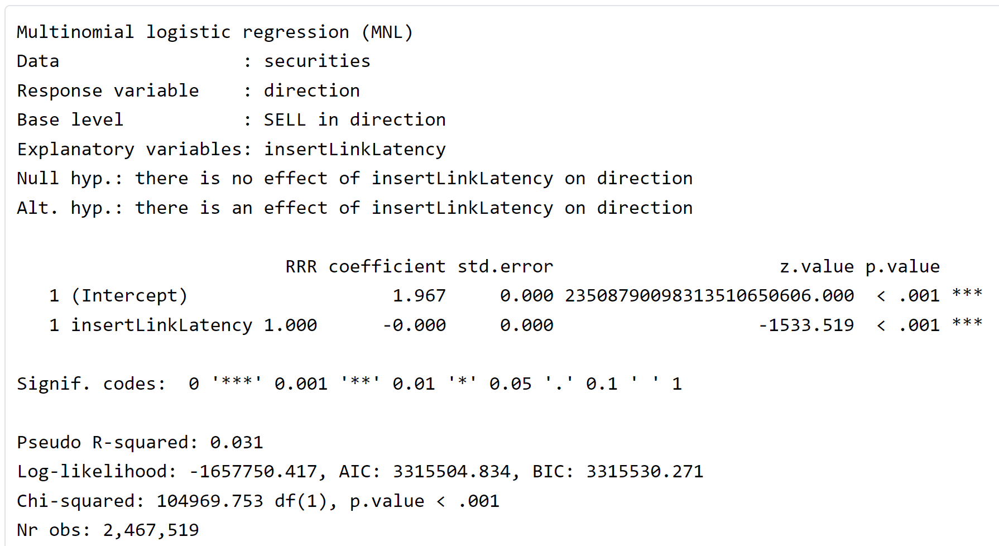 Multinomial logistic regression (MNL)
Data                 : securities
Response variable    : direction
Base level           : SELL in direction
Explanatory variables: insertLinkLatency
Null hyp.: there is no effect of insertLinkLatency on direction
Alt. hyp.: there is an effect of insertLinkLatency on direction
                         RRR coefficient std.error                     z.value p.value
   1 (Intercept)                   1.967     0.000 23508790098313510650606.000  < .001 ***
   1 insertLinkLatency 1.000      -0.000     0.000                   -1533.519  < .001 ***
Signif. codes:  0 '***' 0.001 '**' 0.01 '*' 0.05 '.' 0.1 ' ' 1
Pseudo R-squared: 0.031
Log-likelihood: -1657750.417, AIC: 3315504.834, BIC: 3315530.271
Chi-squared: 104969.753 df(1), p.value < .001
Nr obs: 2,467,519